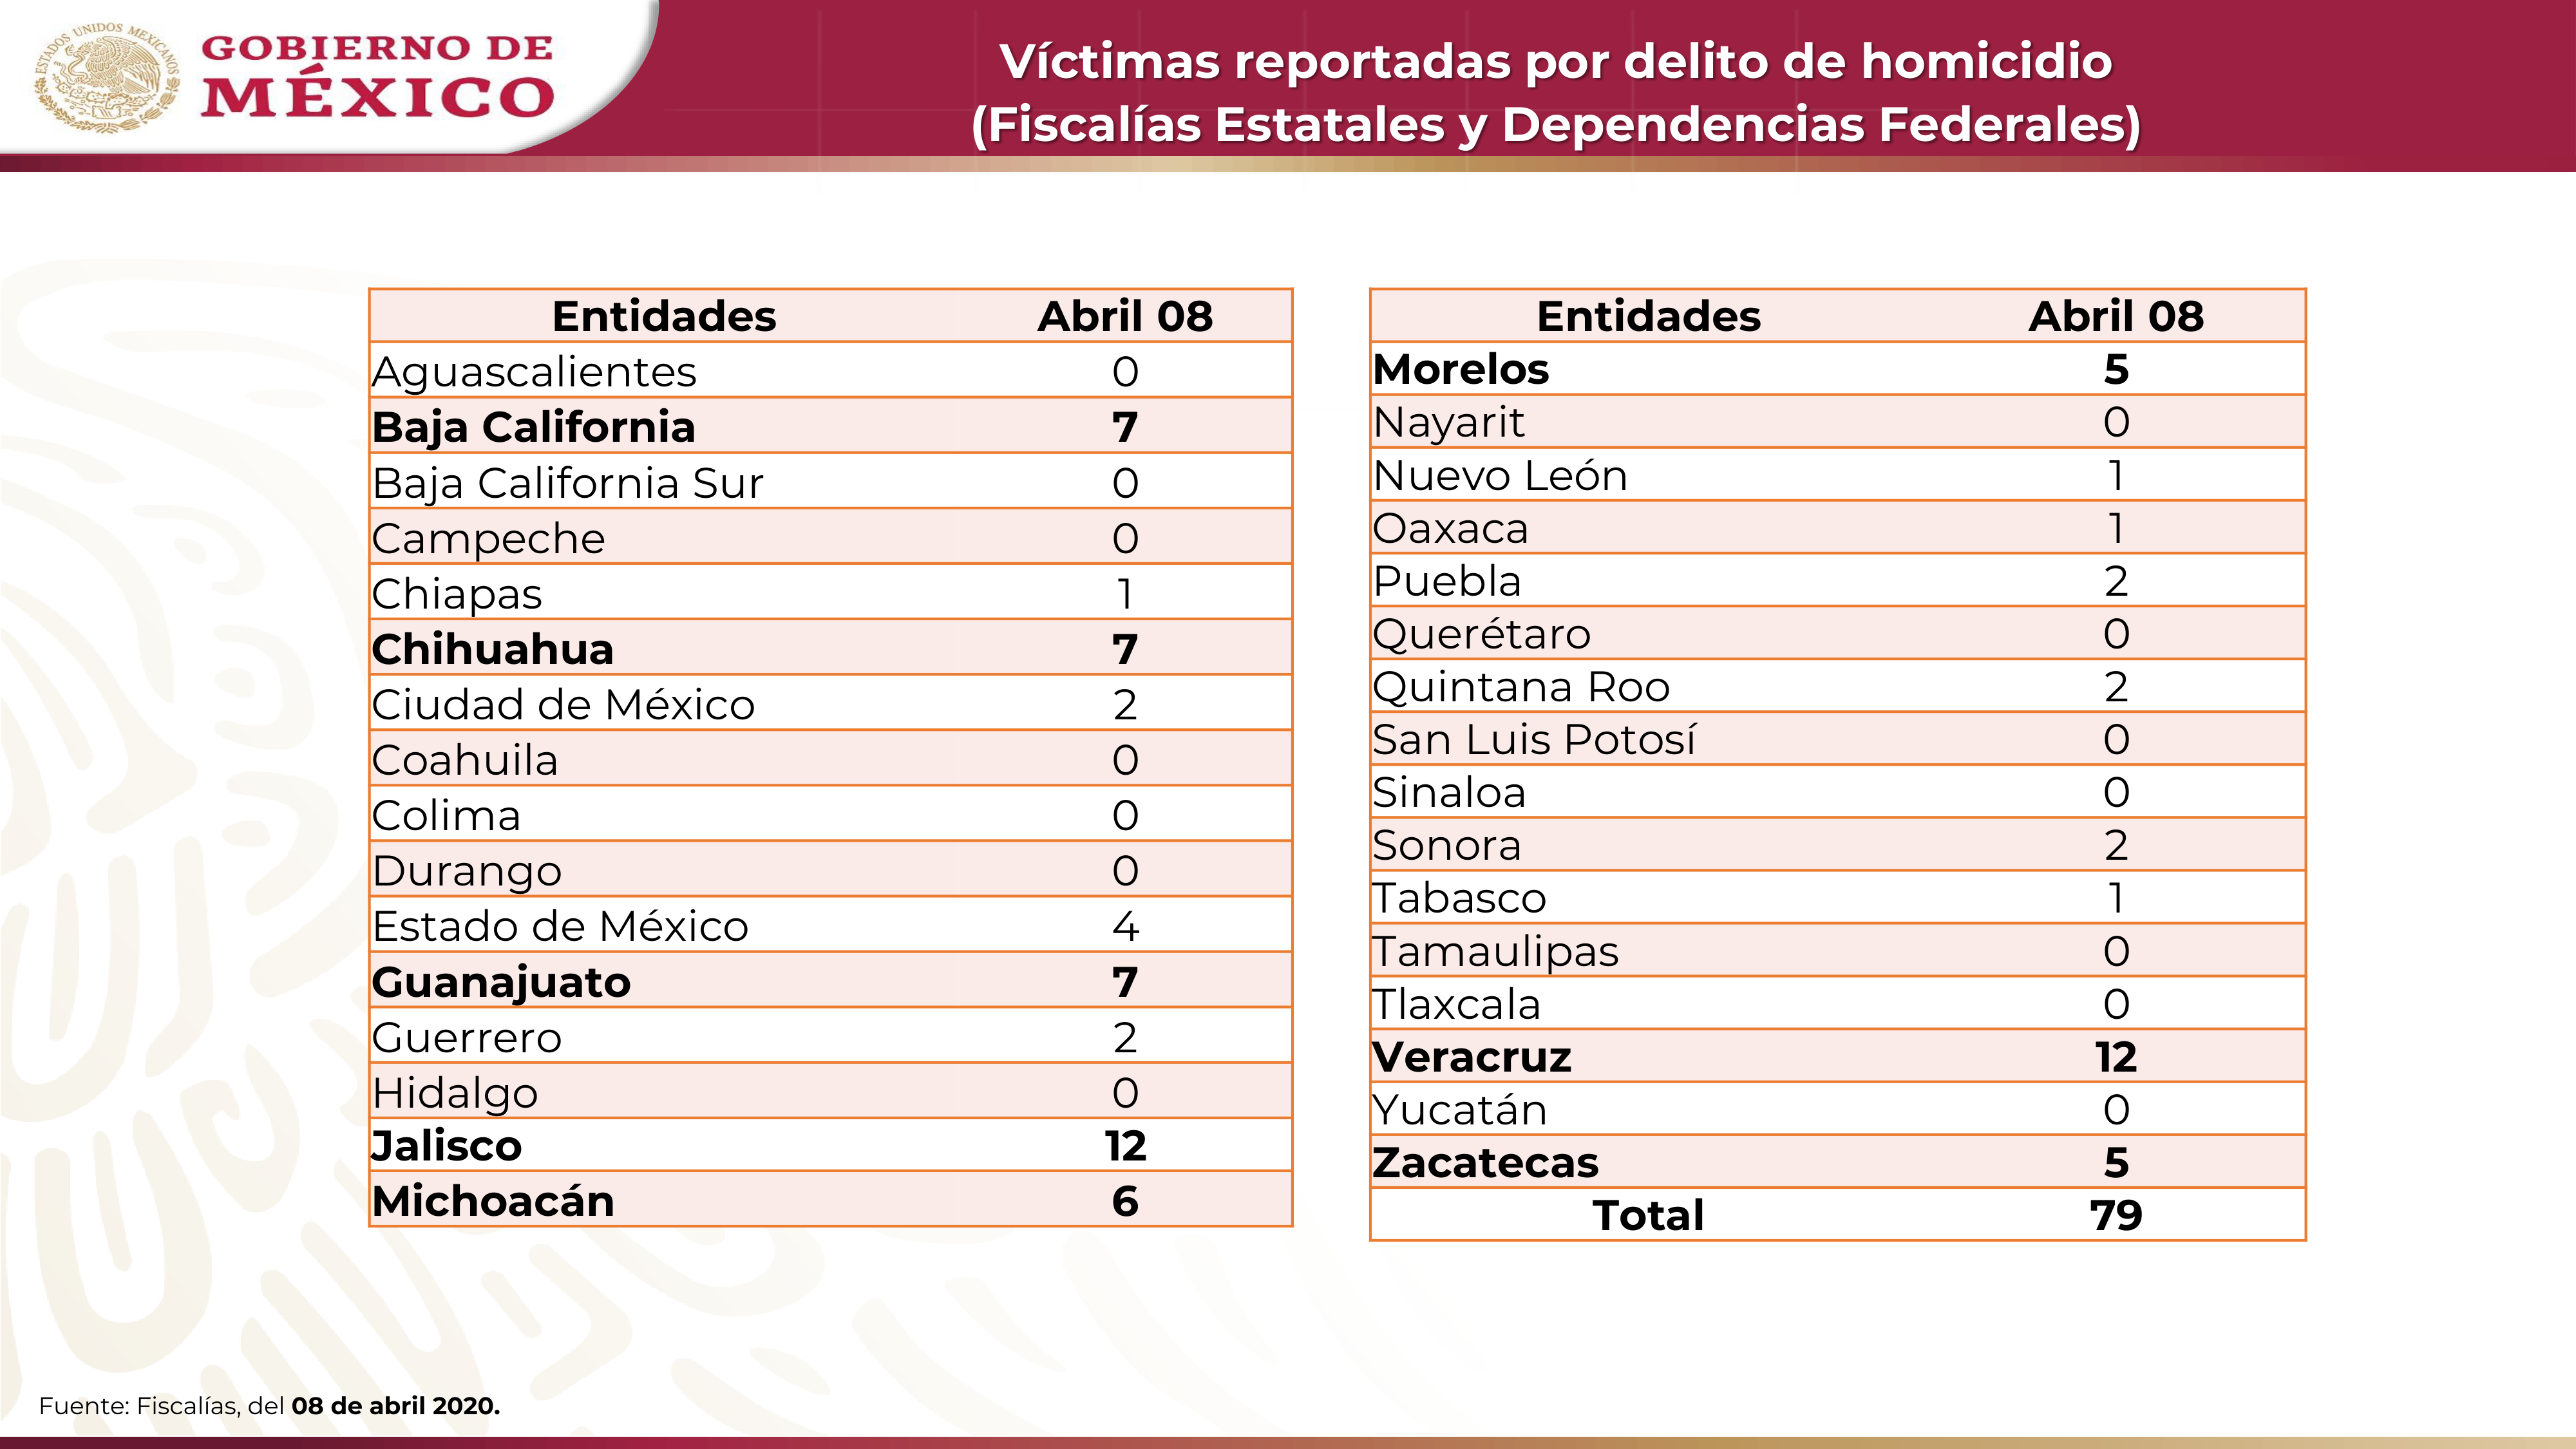 ESTADOS UNIDOS MEXICANOS
GOBIERNO DE
MÉXICO
Víctimas reportadas por delito de homicidio
(Fiscalías Estatales y Dependencias Federales)
Entidades Abril 08
Aguascalientes 0
Baja California 7
Baja California Sur 0
Campeche 0
Chiapas 1
Chihuahua 7
Ciudad de México 2
Coahuila 0
Colima 0
Durango 0
Estado de México 4
Guanajuato 7
Guerrero 2
Hidalgo 0
Jalisco 12
Michoacán 6
Entidades Abril 08
Morelos 5
Nayarit 0
Nuevo León 1
Oaxaca 1
Puebla 2
Querétaro 0
Quintana Roo 2
San Luis Potosí 0
Sinaloa 0
Sonora 2
Tabasco 1
Tamaulipas 0
Tlaxcala 0
Veracruz 12
Yucatán 0
Zacatecas 5
Total 79
Fuente: Fiscalías, del 08 de abril 2020.